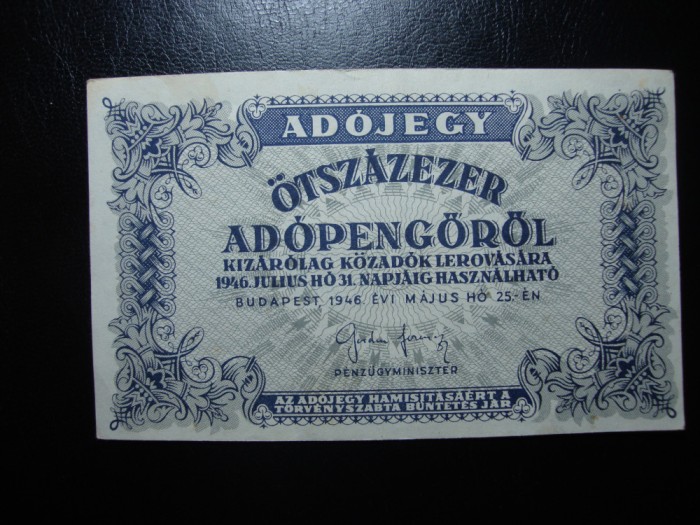 ADÓJEGY
ÖTSZÁZEZER
ADÓPENGŐRŐL
KIZÁRÓLAG KÖZADÓK LEROVÁSÁRA
1946. JULIUS HÓ 31. NAPJÁIG HASZNÁLHATÓ
BUDAPEST, 1946. ÉVI MÁJUS HÓ 25.-ÉN
PÉNZÜGYMINISZTER
AZ ADÓJEGY HAMISÍTÁSÁÉRT A
TÖRVÉNYSZABTA BÜNTETÉS JÁR